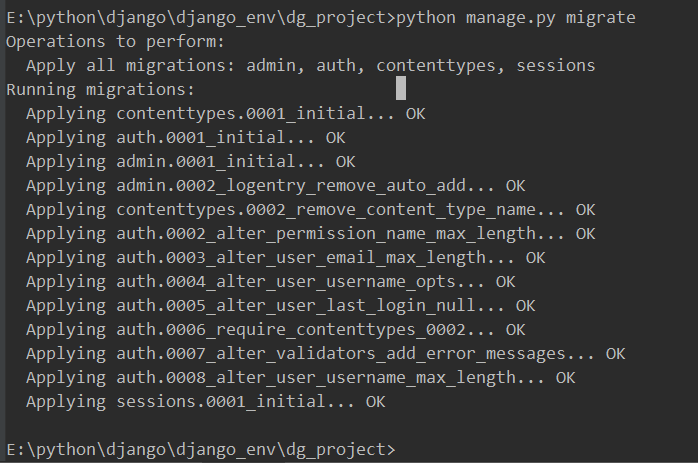 E:\python\django\django_env\dg_project>python manage.py migrate
Operations to perform:
  Apply all migrations: admin, auth, contenttypes, sessions
Running migrations:
  Applying contenttypes.0001_initial... OK
  Applying auth.0001_initial... OK
  Applying admin.0001_initial... OK
  Applying admin.0002_logentry_remove_auto_add... OK
  Applying contenttypes.0002_remove_content_type_name... OK
  Applying auth.0002_alter_permission_name_max_length... OK
  Applying auth.0003_alter_user_email_max_length... OK
  Applying auth.0004_alter_user_username_opts... OK
  Applying auth.0005_alter_user_last_login_null... OK
  Applying auth.0006_require_contenttypes_0002... OK
  Applying auth.0007_alter_validators_add_error_messages... OK
  Applying auth.0008_alter_user_username_max_length... OK
  Applying sessions.0001_initial... OK
E:\python\django\django_env\dg_project>